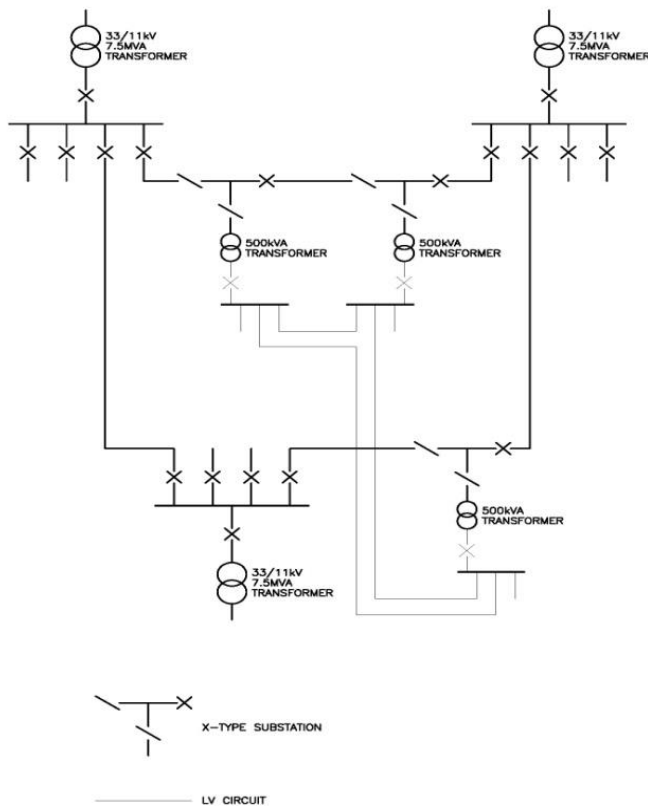 33/11kV
7.5MVA
TRANSFORMER
33/11kV
7.5MVA
TRANSFORMER
500kVA
TRANSFORMER
500kVA
TRANSFORMER
500kVA
TRANSFORMER
33/11kV
7.5MVA
TRANSFORMER
X-TYPE SUBSTATION
LV CIRCUIT